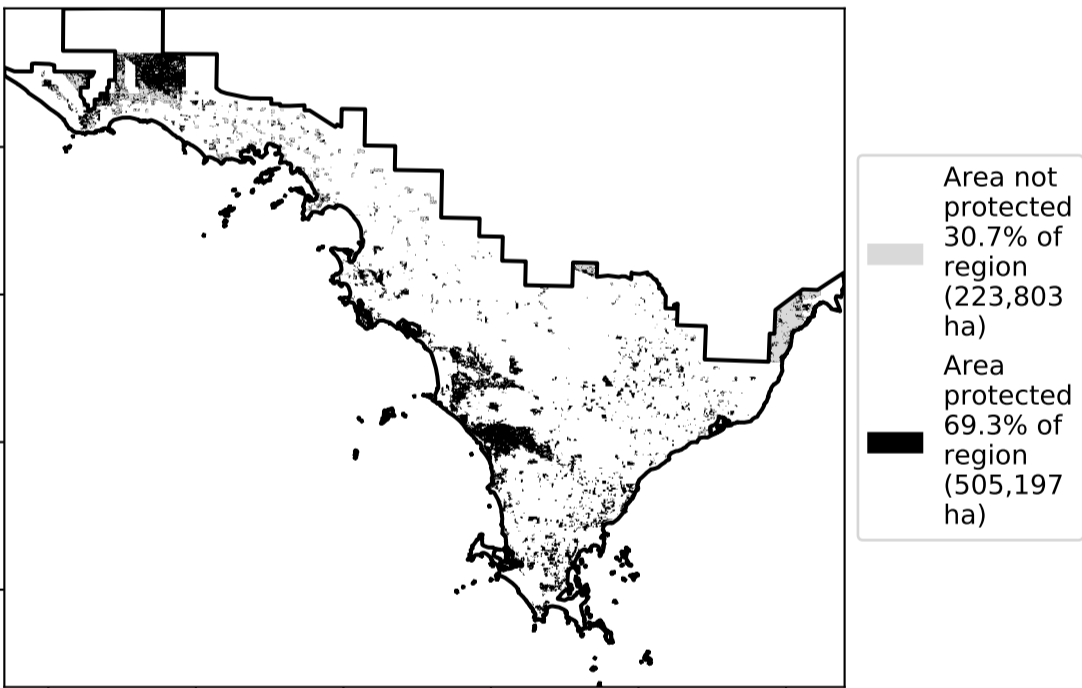 Area not
protected
30.7% of
region
(223,803
ha)
Area
protected
69.3% of
region
(505,197
ha)